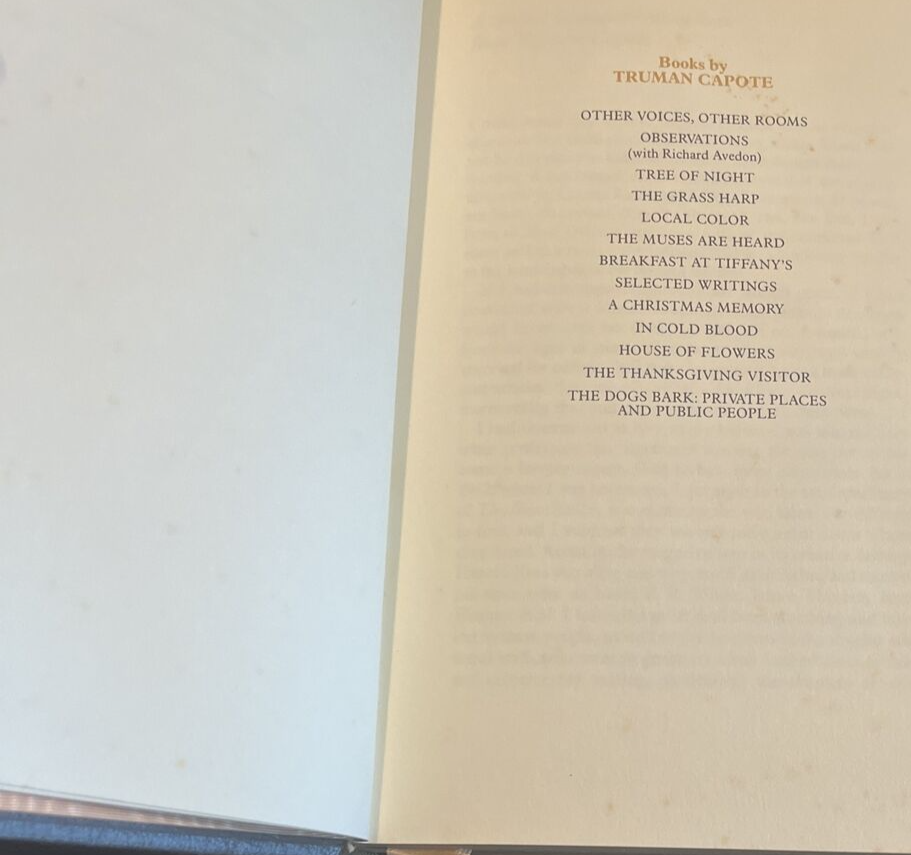 Books by
TRUMAN CAPOTE
OTHER VOICES, OTHER ROOMS
OBSERVATIONS
(with Richard Avedon)
TREE OF NIGHT
THE GRASS HARP
LOCAL COLOR
THE MUSES ARE HEARD
BREAKFAST AT TIFFANY'S
SELECTED WRITINGS
A CHRISTMAS MEMORY
IN COLD BLOOD
HOUSE OF FLOWERS
THE THANKSGIVING VISITOR
THE DOGS BARK: PRIVATE PLACES
AND PUBLIC PEOPLE